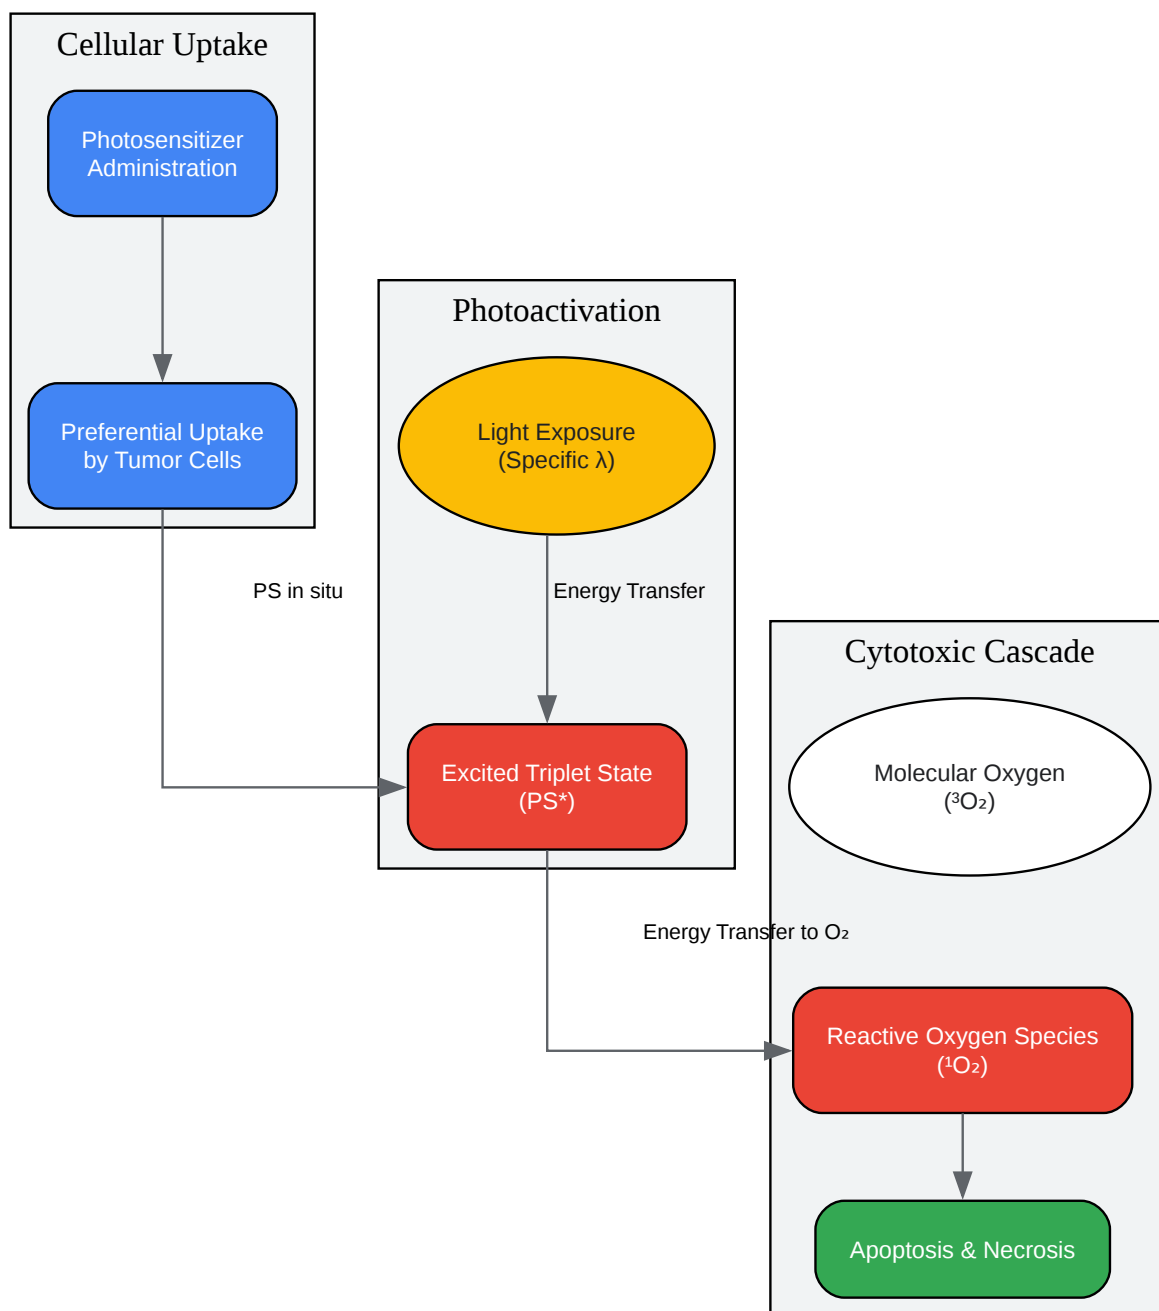 Cellular Uptake
Photosensitizer
Administration
Preferential Uptake
by Tumor Cells
PS in situ
Photoactivation
Light Exposure
(Specific λ)
Energy Transfer
Excited Triplet State
(PS*)
Energy Transfer to O₂
Cytotoxic Cascade
Molecular Oxygen
(³O₂)
Reactive Oxygen Species
(¹O₂)
Apoptosis & Necrosis